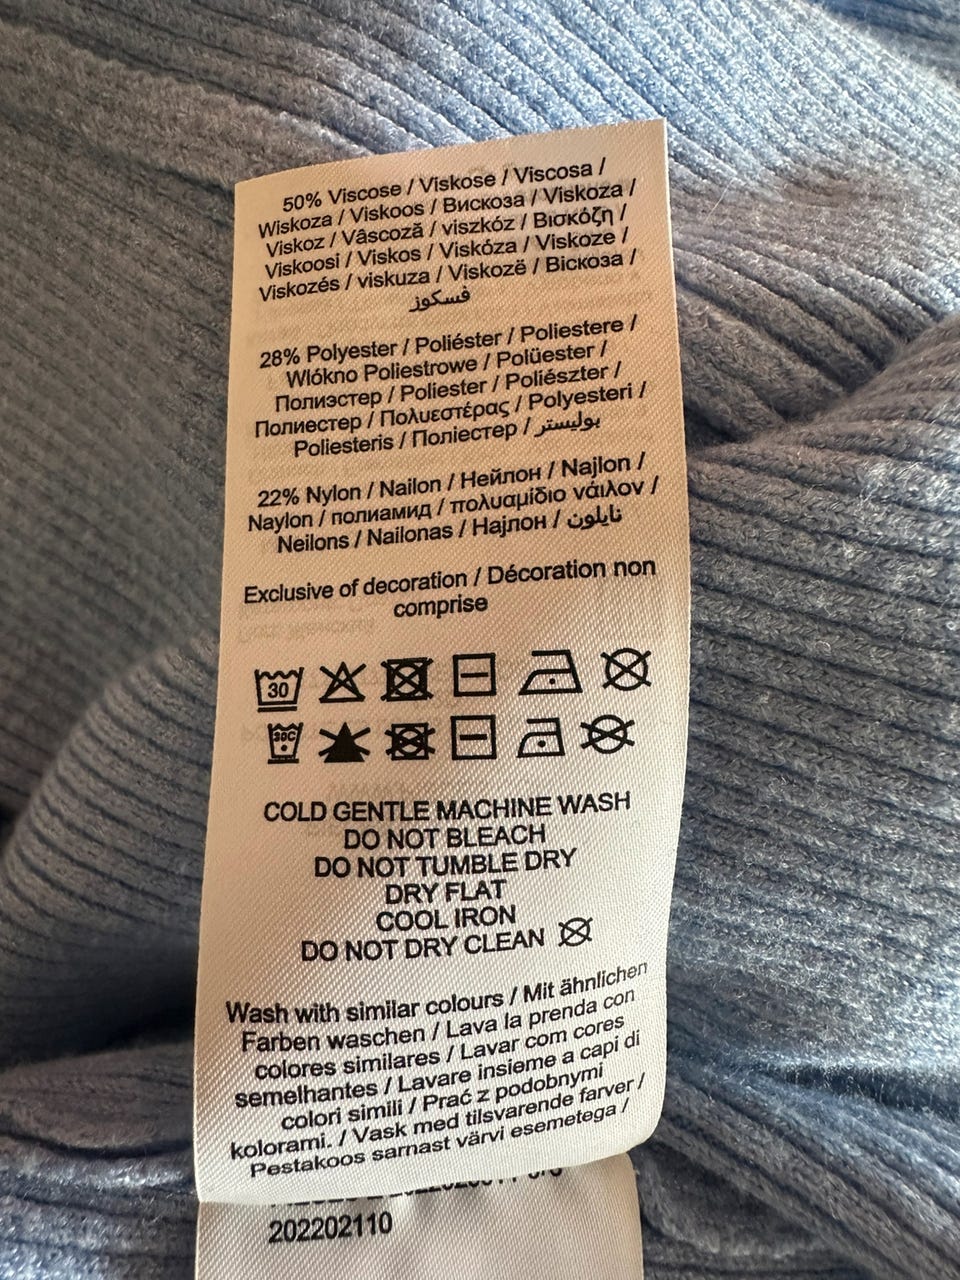 50% Viscose / Viskose / Viscosa /
Wiskoza / Viskoos / Вискоза / Viskoza /
Viskoz / Vâscoză / viszkóz / Βισκόζη /
Viskoosi / Viskos / Viskóza / Viskoze /
Viskozés / viskuza / Viskozë / Віскоза /
فسكوز
28% Polyester / Poliéster / Poliestere /
Wlókno Poliestrowe / Polüester /
Полиэстер / Poliester / Poliészter /
Полиестер / Πολυεστέρας / Polyesteri /
Poliesteris / Поліестер / بوليستر
22% Nylon / Nailon / Нейлон / Najlon /
Naylon / полиамид / πολυαμίδιο νάιλον /
Neilons / Nailonas / Најлон / نايلون
Exclusive of decoration / Décoration non
comprise
30
30C
COLD GENTLE MACHINE WASH
DO NOT BLEACH
DO NOT TUMBLE DRY
DRY FLAT
COOL IRON
DO NOT DRY CLEAN
Wash with similar colours / Mit ähnlichen
Farben waschen / Lava la prenda con
colores similares / Lavar com cores
semelhantes / Lavare insieme a capi di
colori simili / Prać z podobnymi
kolorami. / Vask med tilsvarende farver /
Pestakoos sarnast värvi esemetega /
202202110